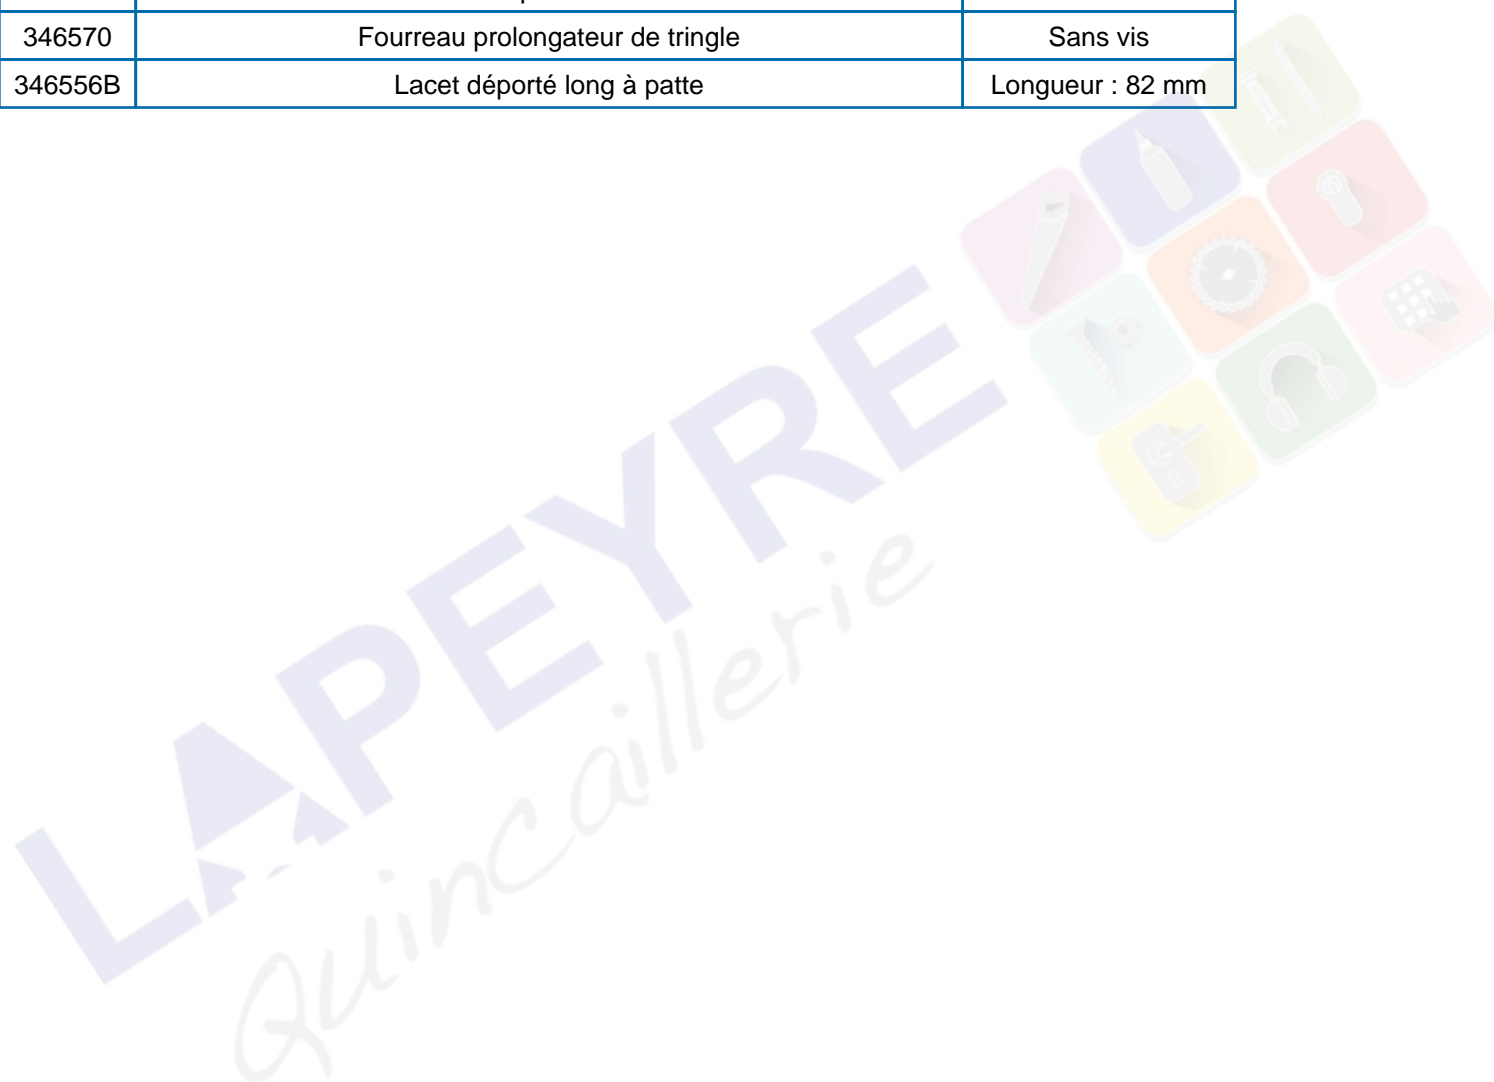 346570 Fourreau prolongateur de tringle Sans vis
346556B Lacet déporté long à patte Longueur : 82 mm
LAPEYRE
Quincaillerie